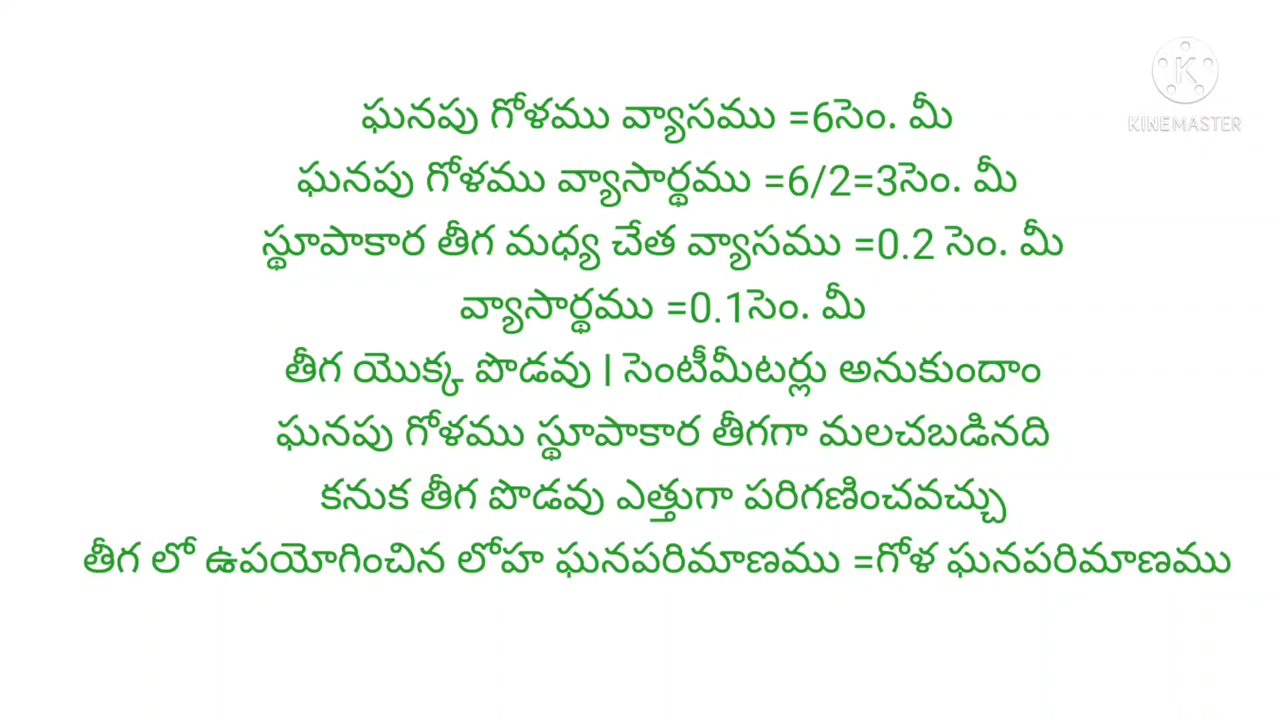 K
KINEMASTER
ఘనపు గోళము వ్యాసము =6సెం. మీ
ఘనపు గోళము వ్యాసార్థము =6/2=3సెం. మీ
స్థూపాకార తీగ మధ్య చేత వ్యాసము =0.2 సెం. మీ
వ్యాసార్థము =0.1సెం. మీ
తీగ యొక్క పొడవు l సెంటీమీటర్లు అనుకుందాం
ఘనపు గోళము స్థూపాకార తీగగా మలచబడినది
కనుక తీగ పొడవు ఎత్తుగా పరిగణించవచ్చు
తీగ లో ఉపయోగించిన లోహ ఘనపరిమాణము =గోళ ఘనపరిమాణము